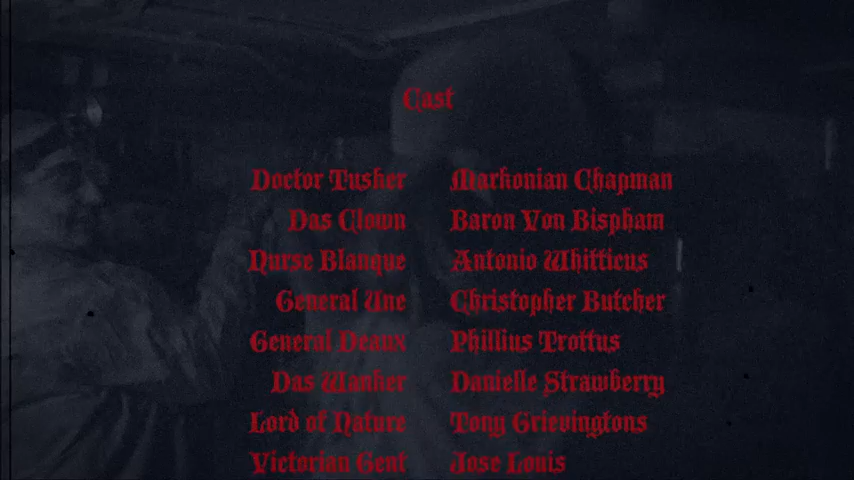 Cast
Doctor Tusker Markonian Chapman
Das Clown Baron Von Bispham
Nurse Blanque Antonio Whitticus
General Une Christopher Butcher
General Deaux Phillius Trottus
Das Wanker Danielle Strawberry
Lord of Nature Tony Grievingtons
Victorian Gent Jose Louis